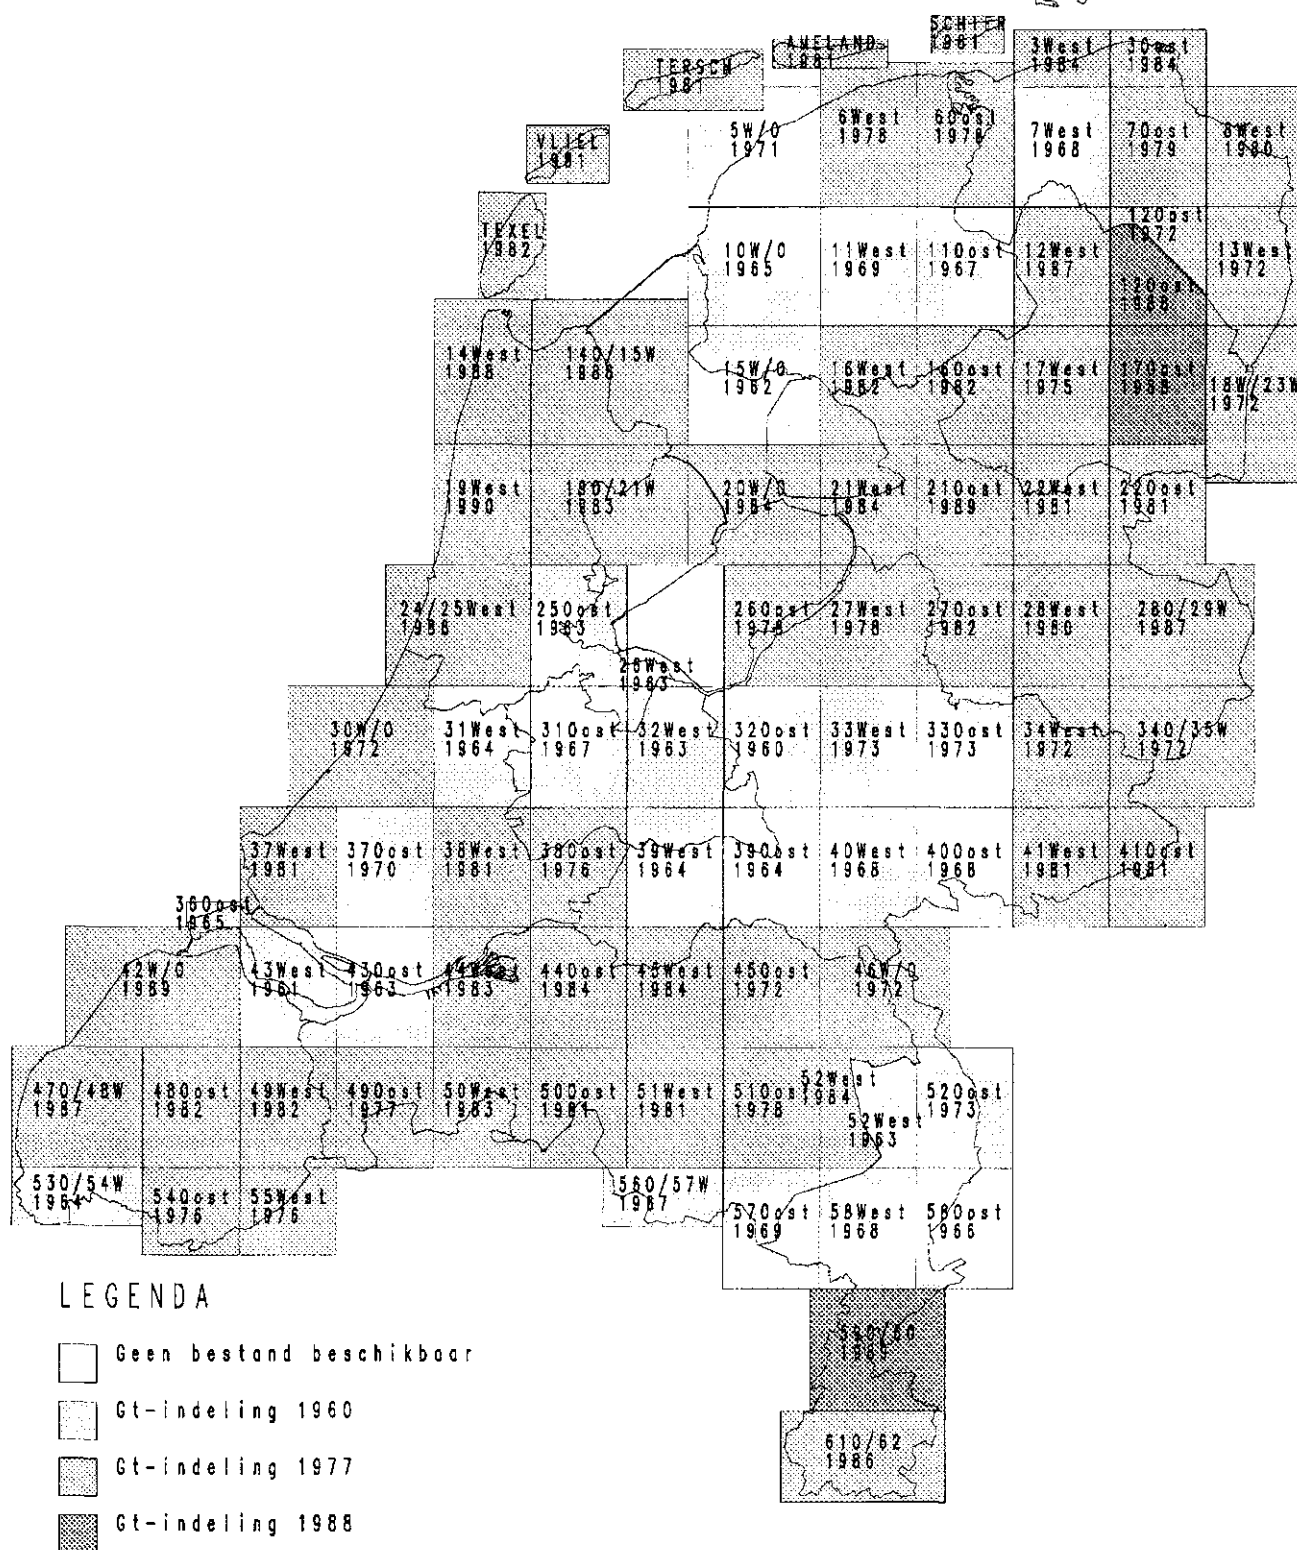 SCHIER
1981
AMELAND
1981
TERSCH
1981
VLIEL
1981
TEXEL
1982
3West
1984
3Oost
1984
5W/O
1971
6West
1978
6Oost
1978
7West
1968
7Oost
1979
8West
1980
10W/O
1965
11West
1969
11Oost
1967
12West
1987
12Oost
1972
12Oost
1988
13West
1972
14West
1988
14O/15W
1988
15W/O
1962
16West
1982
16Oost
1982
17West
1975
17Oost
1988
18W/23W
1972
19West
1990
19O/21W
1983
20W/O
1984
21West
1984
21Oost
1989
22West
1981
22Oost
1981
24/25West
1988
25Oost
1963
26West
1963
26Oost
1978
27West
1978
27Oost
1982
28West
1980
28O/29W
1987
30W/O
1972
31West
1964
31Oost
1967
32West
1963
32Oost
1960
33West
1973
33Oost
1973
34West
1972
34O/35W
1972
36Oost
1965
37West
1981
37Oost
1970
38West
1981
38Oost
1976
39West
1964
39Oost
1964
40West
1968
40Oost
1968
41West
1981
41Oost
1981
42W/O
1989
43West
1961
43Oost
1963
44West
1983
44Oost
1984
45West
1984
45Oost
1972
46W/O
1972
47O/48W
1987
48Oost
1982
49West
1982
49Oost
1977
50West
1983
50Oost
1981
51West
1981
51Oost
1978
52West
1984
52West
1963
52Oost
1973
53O/54W
1964
54Oost
1976
55West
1976
56O/57W
1967
57Oost
1969
58West
1968
58Oost
1966
59O/60
1989
61O/62
1986
LEGENDA
Geen bestand beschikbaar
Gt-indeling 1960
Gt-indeling 1977
Gt-indeling 1988